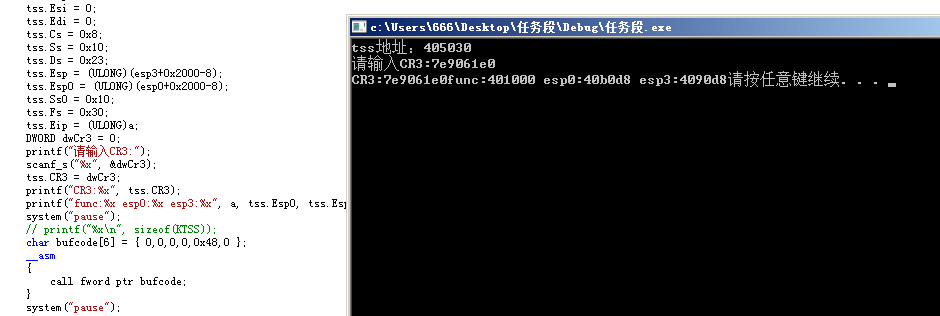 tss.Esi = 0;
tss.Edi = 0;
tss.Cs = 0x8;
tss.Ss = 0x10;
tss.Ds = 0x23;
tss.Esp = (ULONG)(esp3+0x2000-8);
tss.Esp0 = (ULONG)(esp0+0x2000-8);
tss.Ss0 = 0x10;
tss.Fs = 0x30;
tss.Eip = (ULONG)a;
DWORD dwCr3 = 0;
printf("请输入CR3:");
scanf_s("%x", &dwCr3);
tss.CR3 = dwCr3;
printf("CR3:%x", tss.CR3);
printf("func:%x esp0:%x esp3:%x", a, tss.Esp0, tss.Esp
system("pause");
// printf("%x\n", sizeof(KTSS));
char bufcode[6] = { 0,0,0,0,0x48,0 };
__asm
{
call fword ptr bufcode;
}
system("pause");
c:\Users\666\Desktop\任务段\Debug\任务段.exe
tss地址：405030
请输入CR3:7e9061e0
CR3:7e9061e0func:401000 esp0:40b0d8 esp3:4090d8请按任意键继续. . .